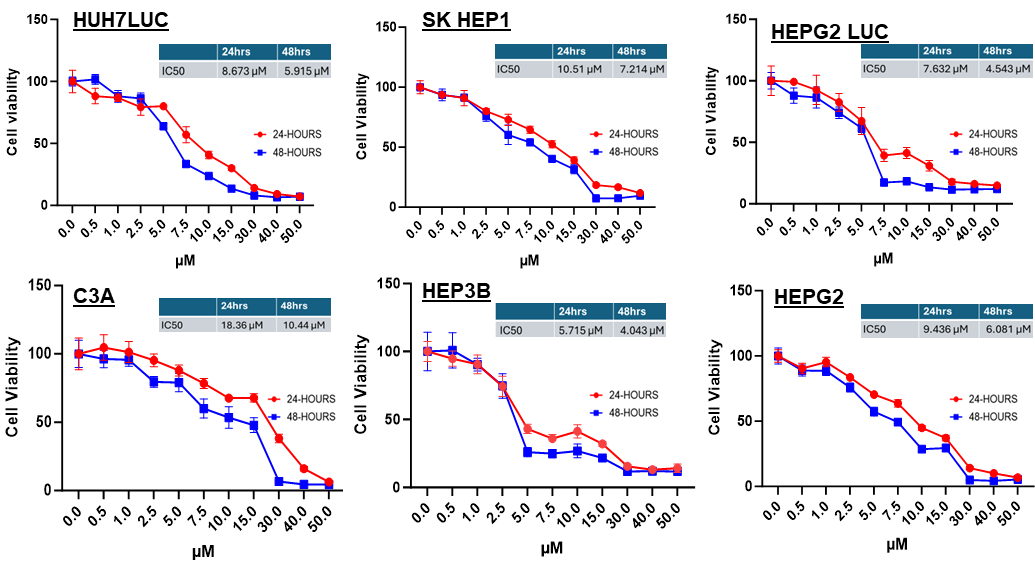 HUH7LUC
24hrs 48hrs
IC50 8.673 µM 5.915 µM
Cell Viability
150
100
50
0
24-HOURS
48-HOURS
0.0 0.5 1.0 2.5 5.0 7.5 10.0 15.0 30.0 40.0 50.0
µM
SK HEP1
24hrs 48hrs
IC50 10.51 µM 7.214 µM
Cell Viability
150
100
50
0
24-HOURS
48-HOURS
0.0 0.5 1.0 2.5 5.0 7.5 10.0 15.0 30.0 40.0 50.0
µM
HEPG2 LUC
24hrs 48hrs
IC50 7.632 µM 4.543 µM
Cell Viability
150
100
50
0
24-HOURS
48-HOURS
0.0 0.5 1.0 2.5 5.0 7.5 10.0 15.0 30.0 40.0 50.0
µM
C3A
24hrs 48hrs
IC50 18.36 µM 10.44 µM
Cell Viability
150
100
50
0
24-HOURS
48-HOURS
0.0 0.5 1.0 2.5 5.0 7.5 10.0 15.0 30.0 40.0 50.0
µM
HEP3B
24hrs 48hrs
IC50 5.715 µM 4.043 µM
Cell Viability
150
100
50
0
24-HOURS
48-HOURS
0.0 0.5 1.0 2.5 5.0 7.5 10.0 15.0 30.0 40.0 50.0
µM
HEPG2
24hrs 48hrs
IC50 9.436 µM 6.081 µM
Cell Viability
150
100
50
0
24-HOURS
48-HOURS
0.0 0.5 1.0 2.5 5.0 7.5 10.0 15.0 30.0 40.0 50.0
µM